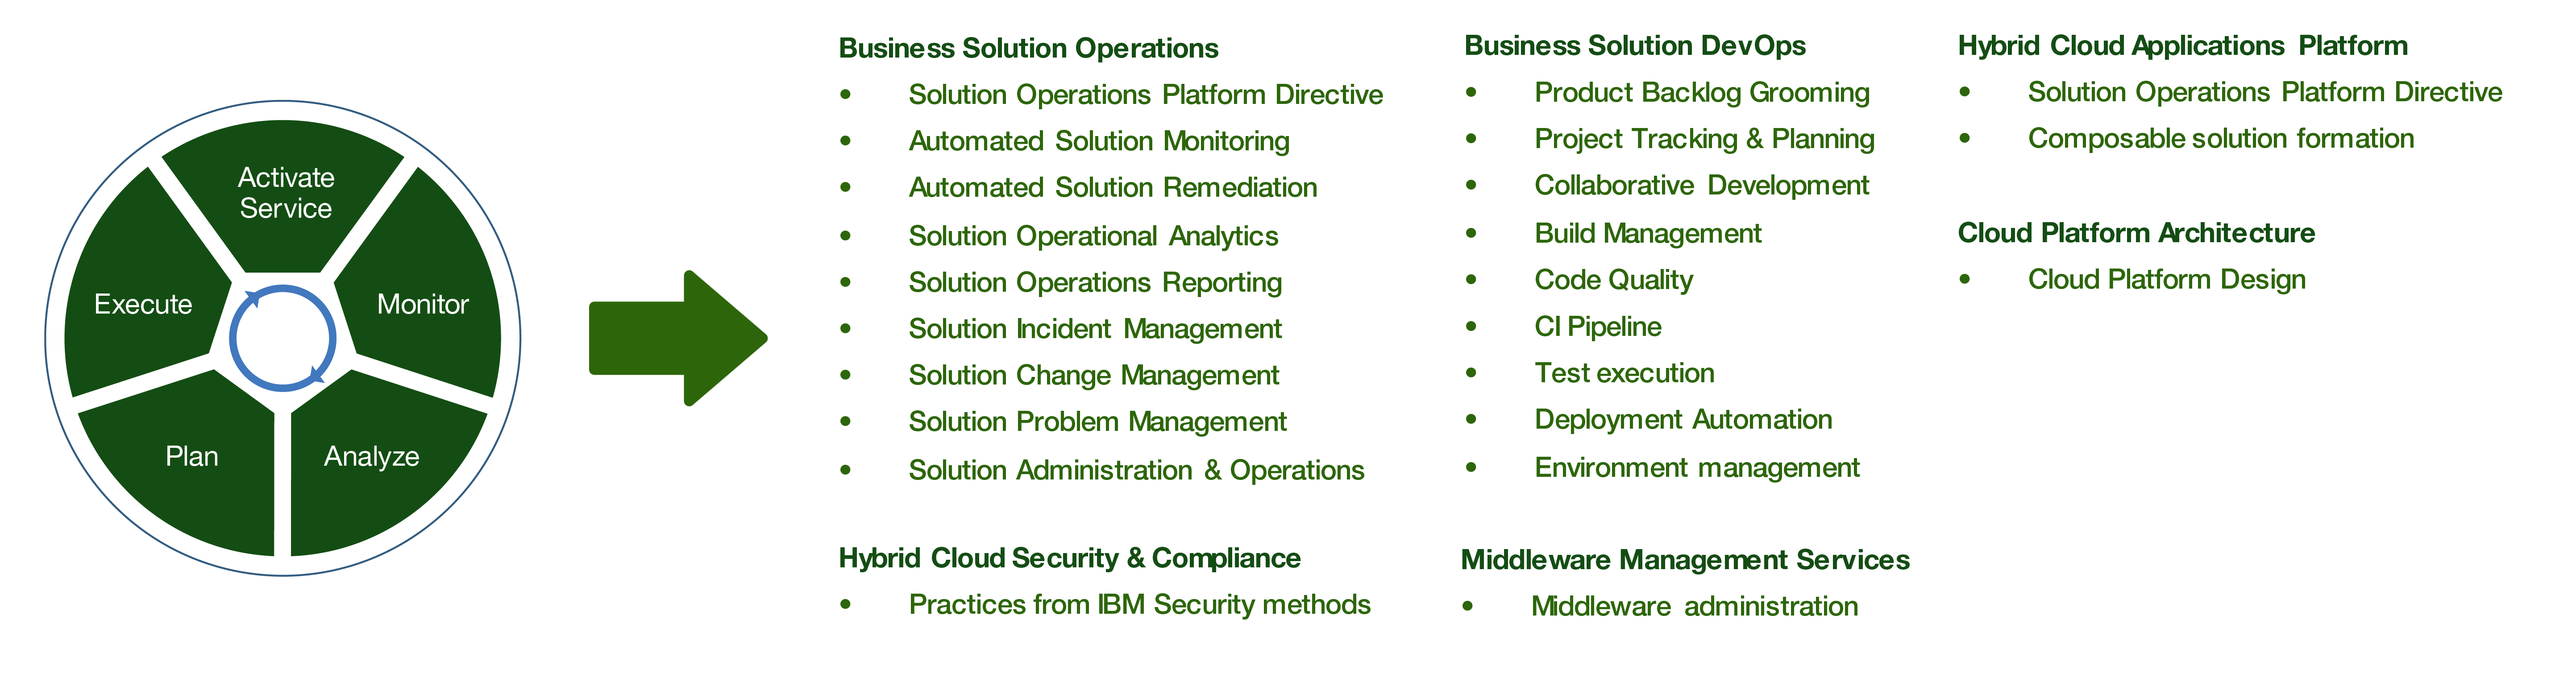 Activate
Service
Execute
Monitor
Plan
Analyze
Business Solution Operations
• Solution Operations Platform Directive
• Automated Solution Monitoring
• Automated Solution Remediation
• Solution Operational Analytics
• Solution Operations Reporting
• Solution Incident Management
• Solution Change Management
• Solution Problem Management
• Solution Administration & Operations
Hybrid Cloud Security & Compliance
• Practices from IBM Security methods
Business Solution DevOps
• Product Backlog Grooming
• Project Tracking & Planning
• Collaborative Development
• Build Management
• Code Quality
• CI Pipeline
• Test execution
• Deployment Automation
• Environment management
Middleware Management Services
• Middleware administration
Hybrid Cloud Applications Platform
• Solution Operations Platform Directive
• Composable solution formation
Cloud Platform Architecture
• Cloud Platform Design